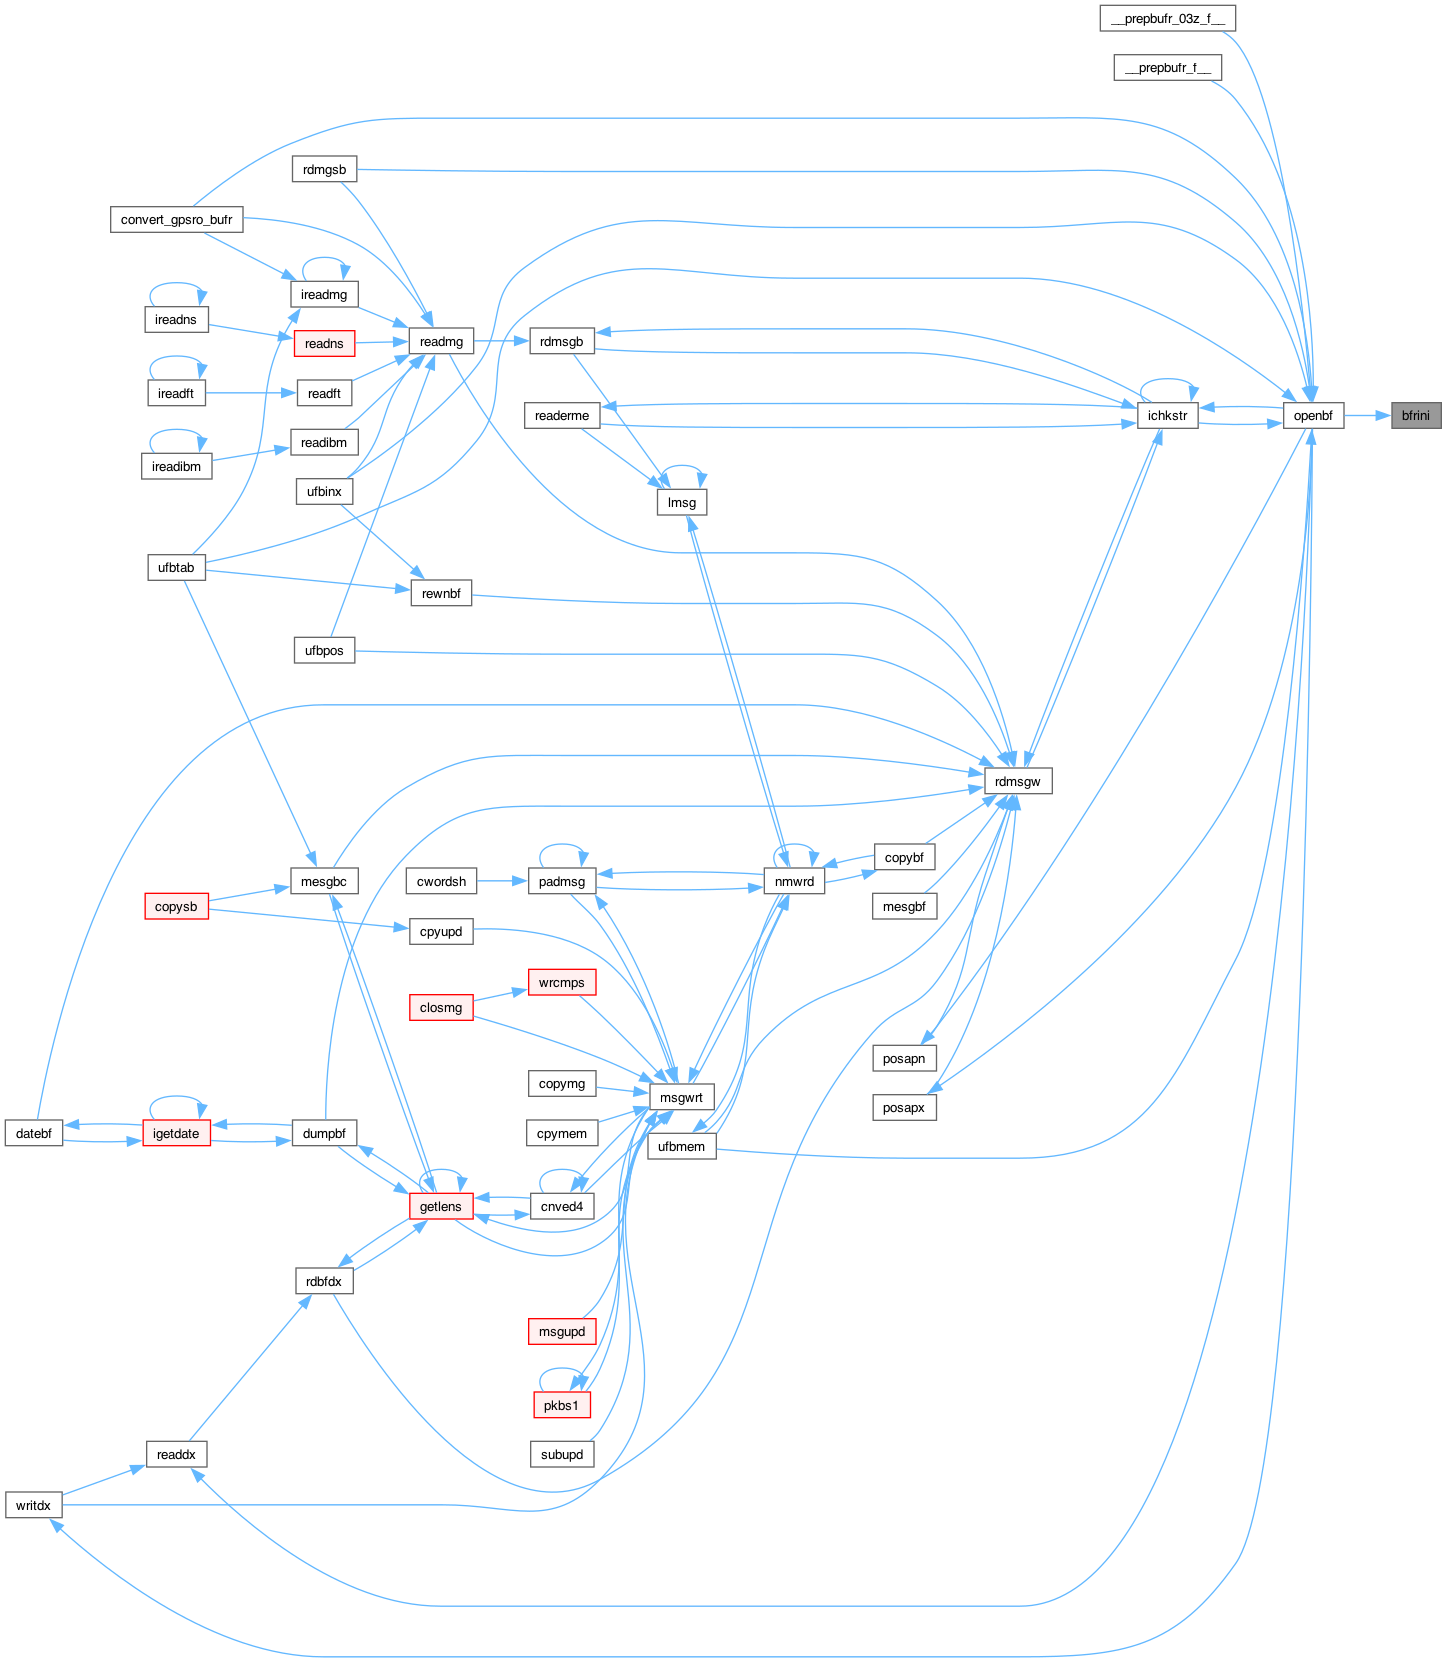 __prepbufr_03z_f__
__prepbufr_f__
rdmgsb
convert_gpsro_bufr
ireadmg
ireadns
readns
readmg
rdmsgb
ireadft
readft
readerme
ichkstr
openbf
bfrini
readibm
ireadibm
ufbinx
lmsg
ufbtab
rewnbf
ufbpos
rdmsgw
copybf
mesgbc
cwordsh
padmsg
nmwrd
copysb
mesgbf
cpyupd
wrcmps
closmg
posapn
copymg
msgwrt
posapx
datebf
igetdate
dumpbf
cpymem
ufbmem
getlens
cnved4
rdbfdx
msgupd
pkbs1
readdx
subupd
writdx